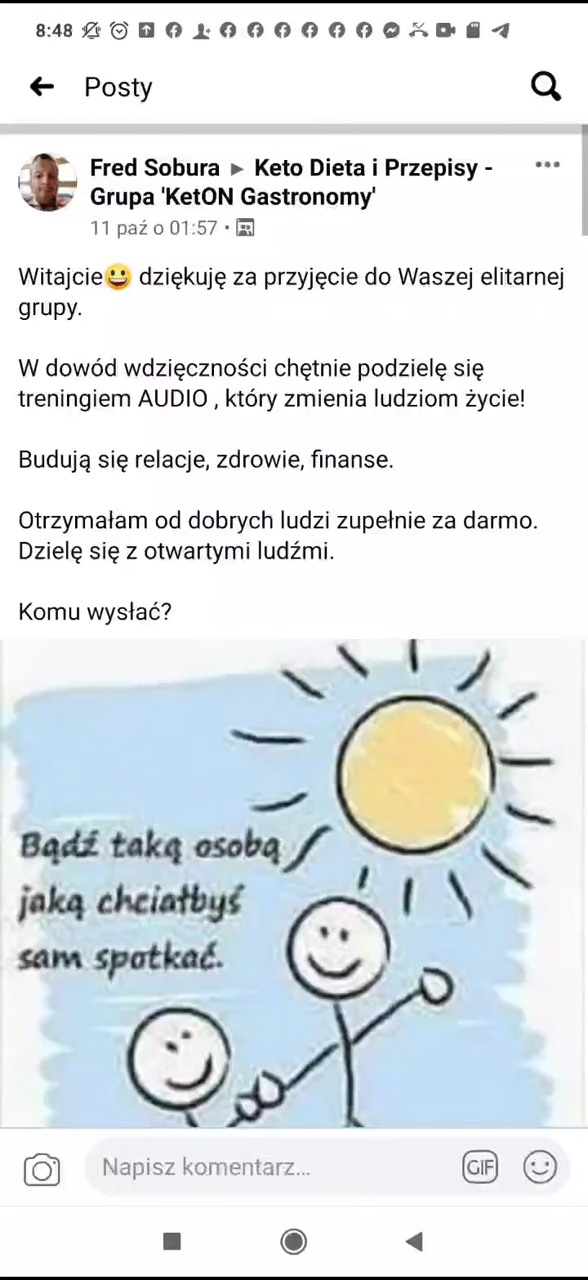 8:48
Posty
Fred Sobura ▸ Keto Dieta i Przepisy -
Grupa 'KetON Gastronomy'
11 paź o 01:57 ·
Witajcie😀 dziękuję za przyjęcie do Waszej elitarnej
grupy.
W dowód wdzięczności chętnie podzielę się
treningiem AUDIO , który zmienia ludziom życie!
Budują się relacje, zdrowie, finanse.
Otrzymałam od dobrych ludzi zupełnie za darmo.
Dzielę się z otwartymi ludźmi.
Komu wysłać?
Bądź taką osobą
jaką chciałbyś
sam spotkać.
Napisz komentarz...
GIF